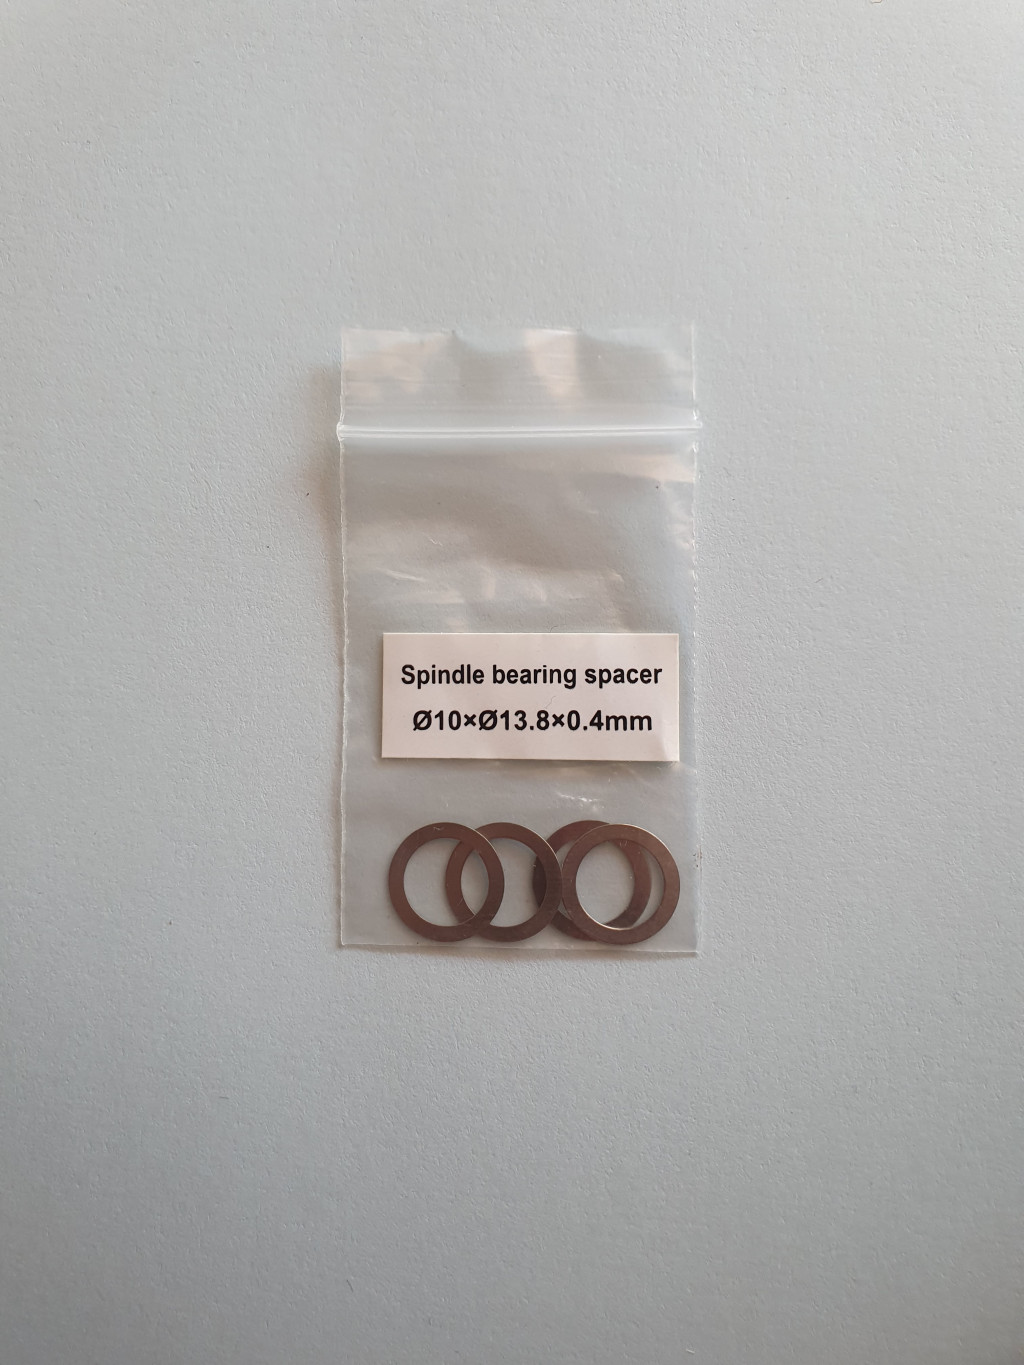 Spindle bearing spacer
Ø10×Ø13.8×0.4mm